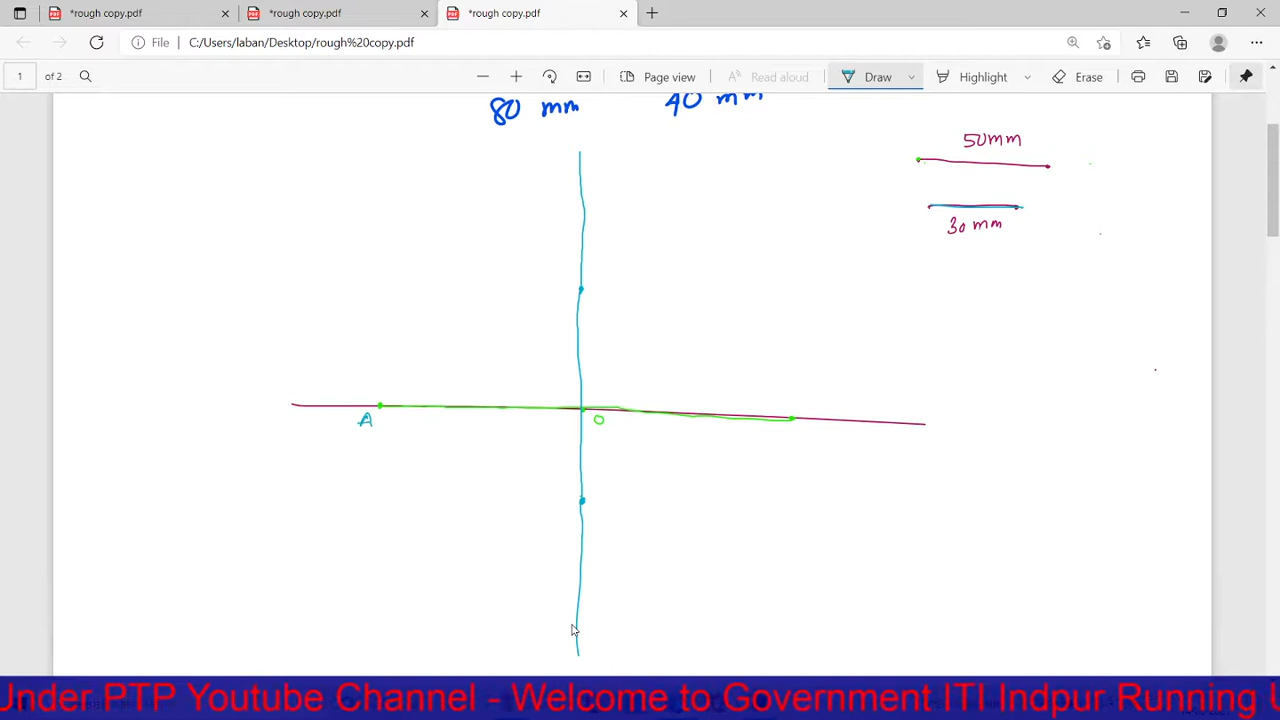 *rough copy.pdf
*rough copy.pdf
*rough copy.pdf
File C:/Users/laban/Desktop/rough%20copy.pdf
1 of 2
Page view
Read aloud
Draw
Highlight
Erase
80 mm 40 mm
50mm
30 mm
A
O
Under PTP Youtube Channel - Welcome to Government ITI Indpur Running U